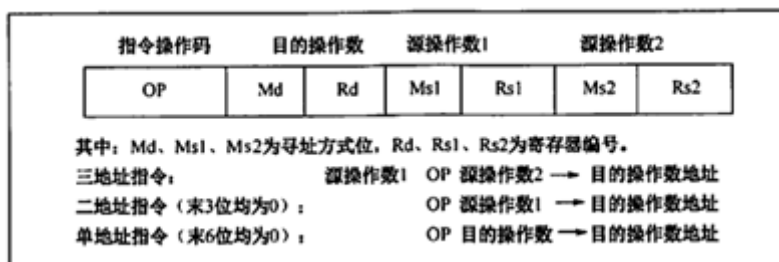 指令操作码 目的操作数 源操作数1 源操作数2
OP Md Rd Ms1 Rs1 Ms2 Rs2
其中：Md、Ms1、Ms2为寻址方式位，Rd、Rs1、Rs2为寄存器编号。
三地址指令： 源操作数1 OP 源操作数2 → 目的操作数地址
二地址指令（末3位均为0）： OP 源操作数1 → 目的操作数地址
单地址指令（末6位均为0）： OP 目的操作数 → 目的操作数地址